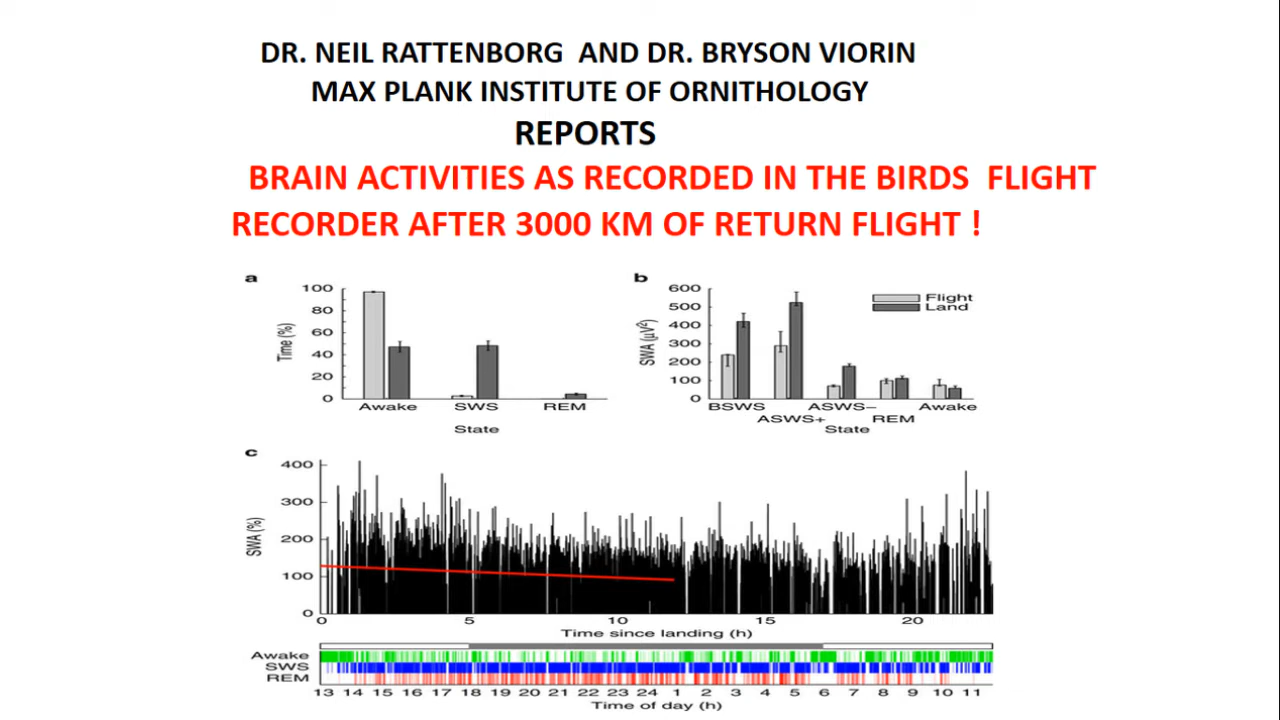 DR. NEIL RATTENBORG AND DR. BRYSON VIORIN
MAX PLANK INSTITUTE OF ORNITHOLOGY
REPORTS
BRAIN ACTIVITIES AS RECORDED IN THE BIRDS FLIGHT
RECORDER AFTER 3000 KM OF RETURN FLIGHT !
a
100
80
60
40
20
0
Time (%)
Awake SWS REM
State
b
600
500
400
300
200
100
0
SWA (μV²)
Flight
Land
BSWS ASWS– Awake
ASWS+ REM
State
c
400
300
200
100
0
SWA (%)
0 5 10 15 20
Time since landing (h)
Awake
SWS
REM
13 14 15 16 17 18 19 20 21 22 23 24 1 2 3 4 5 6 7 8 9 10 11
Time of day (h)